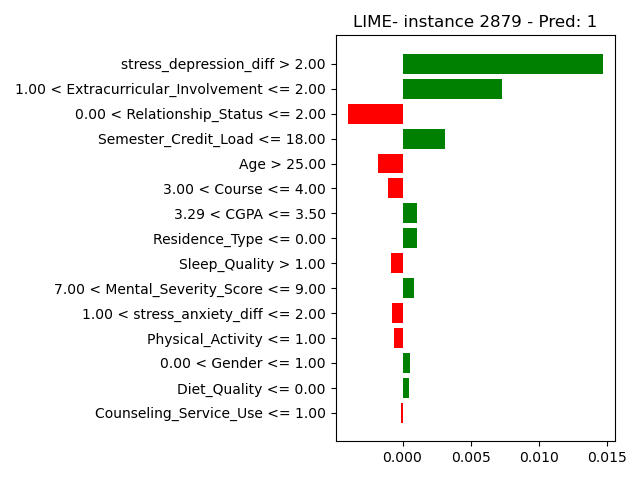 LIME- instance 2879 - Pred: 1
stress_depression_diff > 2.00
1.00 < Extracurricular_Involvement <= 2.00
0.00 < Relationship_Status <= 2.00
Semester_Credit_Load <= 18.00
Age > 25.00
3.00 < Course <= 4.00
3.29 < CGPA <= 3.50
Residence_Type <= 0.00
Sleep_Quality > 1.00
7.00 < Mental_Severity_Score <= 9.00
1.00 < stress_anxiety_diff <= 2.00
Physical_Activity <= 1.00
0.00 < Gender <= 1.00
Diet_Quality <= 0.00
Counseling_Service_Use <= 1.00
0.000 0.005 0.010 0.015